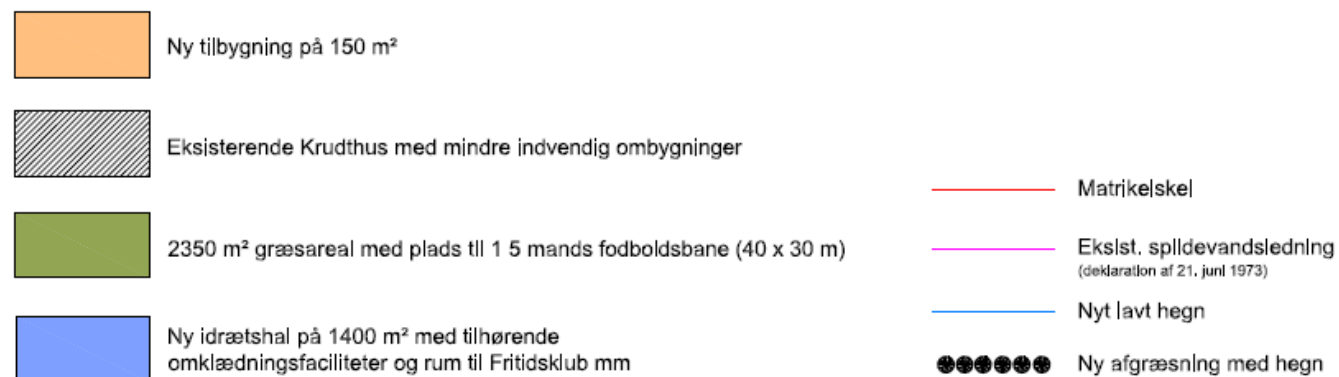 Ny tilbygning på 150 m²
Eksisterende Krudthus med mindre indvendig ombygninger
2350 m² græsareal med plads til 1 5 mands fodboldsbane (40 x 30 m)
Ny idrætshal på 1400 m² med tilhørende
omklædningsfaciliteter og rum til Fritidsklub mm
Matrikelskel
Eksist. spildevandsledning
(deklaration af 21. juni 1973)
Nyt lavt hegn
Ny afgræsning med hegn